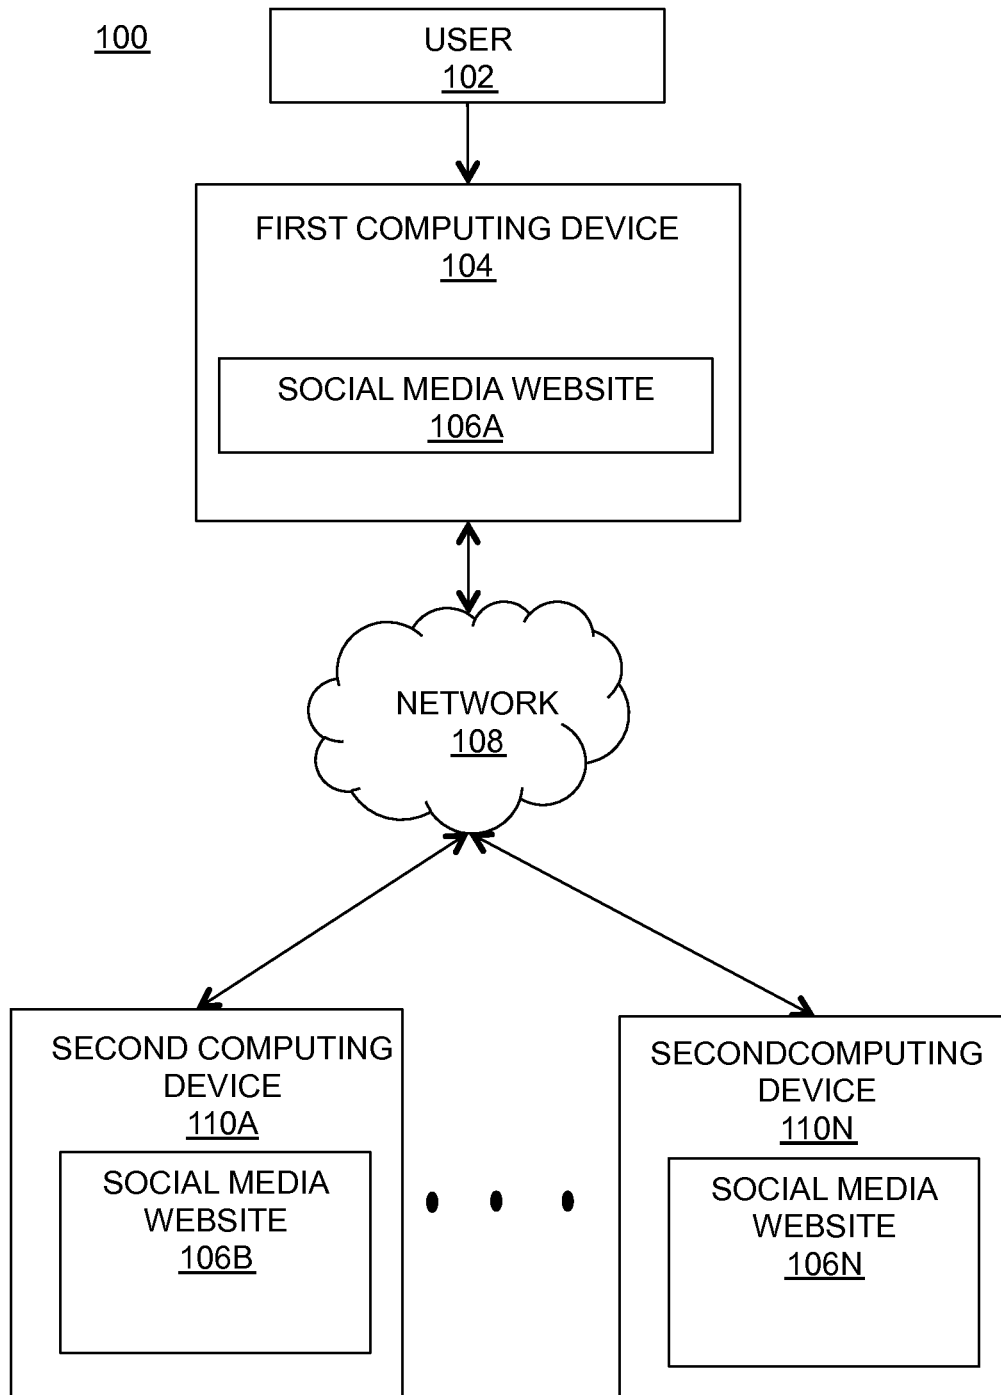 100
USER
102
FIRST COMPUTING DEVICE
104
SOCIAL MEDIA WEBSITE
106A
NETWORK
108
SECOND COMPUTING
DEVICE
110A
SOCIAL MEDIA
WEBSITE
106B
SECONDCOMPUTING
DEVICE
110N
SOCIAL MEDIA
WEBSITE
106N